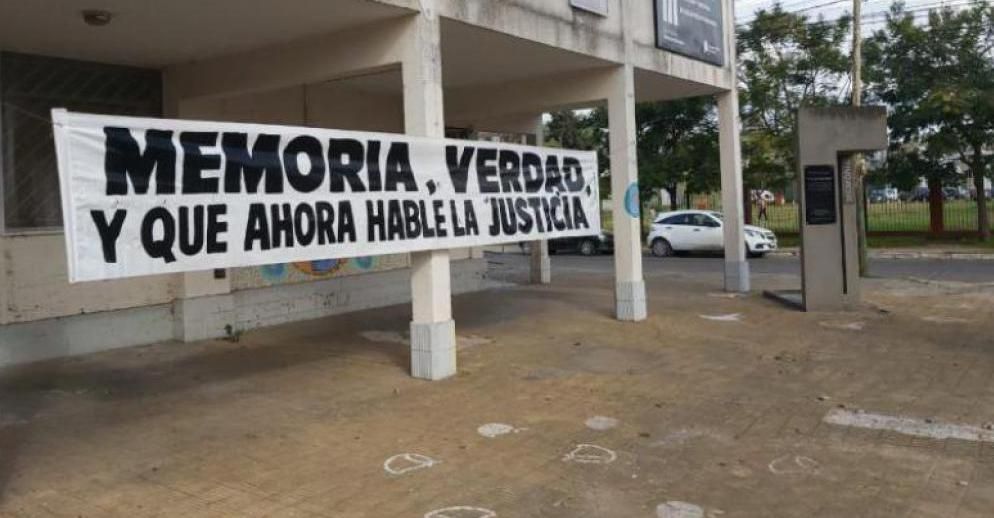 MEMORIA, VERDAD,
Y QUE AHORA HABLE LA JUSTICIA